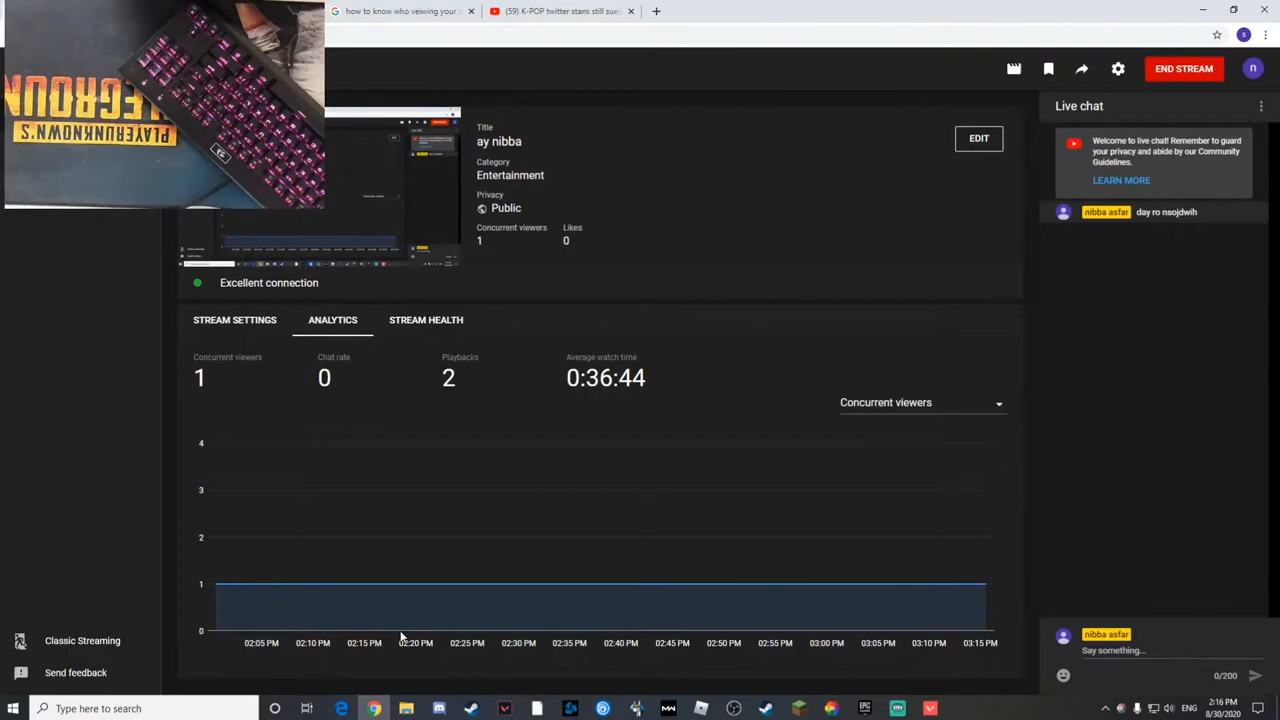 how to know who veiwing your s
(59) K-POP twitter stans still sue
END STREAM
n
s
PLAYERUNKNOWN'S
Title
ay nibba
Category
Entertainment
Privacy
Public
Concurrent viewers
1
Likes
0
EDIT
Excellent connection
STREAM SETTINGS
ANALYTICS
STREAM HEALTH
Concurrent viewers
1
Chat rate
0
Playbacks
2
Average watch time
0:36:44
Concurrent viewers
4
3
2
1
0
02:05 PM 02:10 PM 02:15 PM 02:20 PM 02:25 PM 02:30 PM 02:35 PM 02:40 PM 02:45 PM 02:50 PM 02:55 PM 03:00 PM 03:05 PM 03:10 PM 03:15 PM
Classic Streaming
Send feedback
Live chat
Welcome to live chat! Remember to guard
your privacy and abide by our Community
Guidelines.
LEARN MORE
nibba asfar day ro nsojdwih
nibba asfar
Say something...
0/200
Type here to search
EPIC
ENG
2:16 PM
8/30/2020